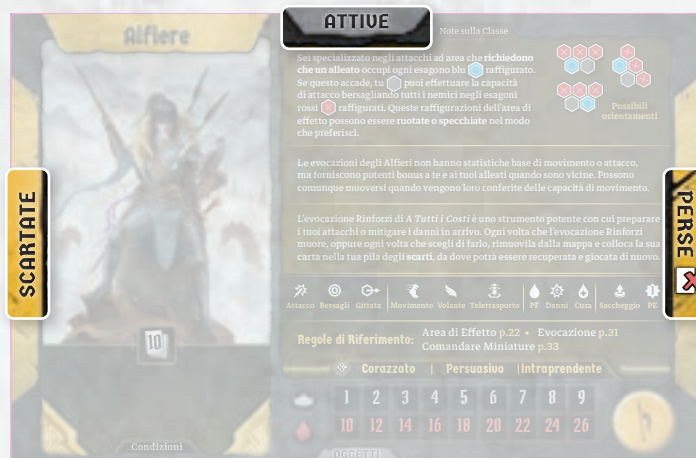 ATTIVE
Alfiere
Note sulla Classe
Sei specializzato negli attacchi ad area che richiedono
che un alleato occupi ogni esagono blu raffigurato.
Se questo accade, tu puoi effettuare la capacità
di attacco bersagliando tutti i nemici negli esagoni
rossi raffigurati. Queste raffigurazioni dell'area di
effetto possono essere ruotate o specchiate nel modo
che preferisci.
Possibili
orientamenti
Le evocazioni degli Alfieri non hanno statistiche base di movimento o attacco,
ma forniscono potenti bonus a te e ai tuoi alleati quando sono vicine. Possono
comunque muoversi quando vengono loro conferite delle capacità di movimento.
L'evocazione Rinforzi di A Tutti i Costi è uno strumento potente con cui preparare
i tuoi attacchi o mitigare i danni in arrivo. Ogni volta che l'evocazione Rinforzi
muore, oppure ogni volta che scegli di farlo, rimuovila dalla mappa e colloca la sua
carta nella tua pila degli scarti, da dove potrà essere recuperata e giocata di nuovo.
SCARTATE
PERSE
Attacco Bersagli Gittata Movimento Volante Teletrasporto PF Danni Cura Saccheggio PE
10
Regole di Riferimento: Area di Effetto p.22 • Evocazione p.31
Comandare Miniature p.33
Corazzato | Persuasivo | Intraprendente
1 2 3 4 5 6 7 8 9
10 12 14 16 18 20 22 24 26
Condizioni
OGGETTI